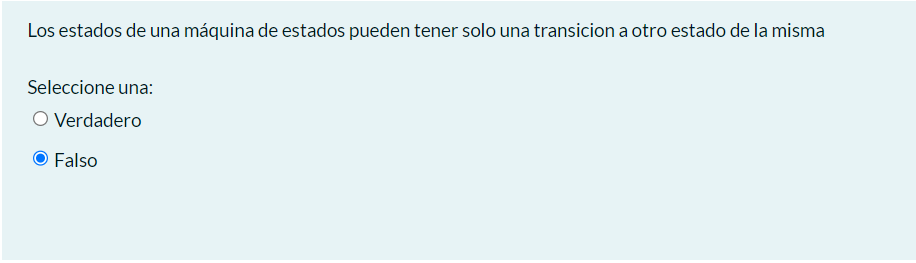 Los estados de una máquina de estados pueden tener solo una transicion a otro estado de la misma
Seleccione una:
Verdadero
Falso